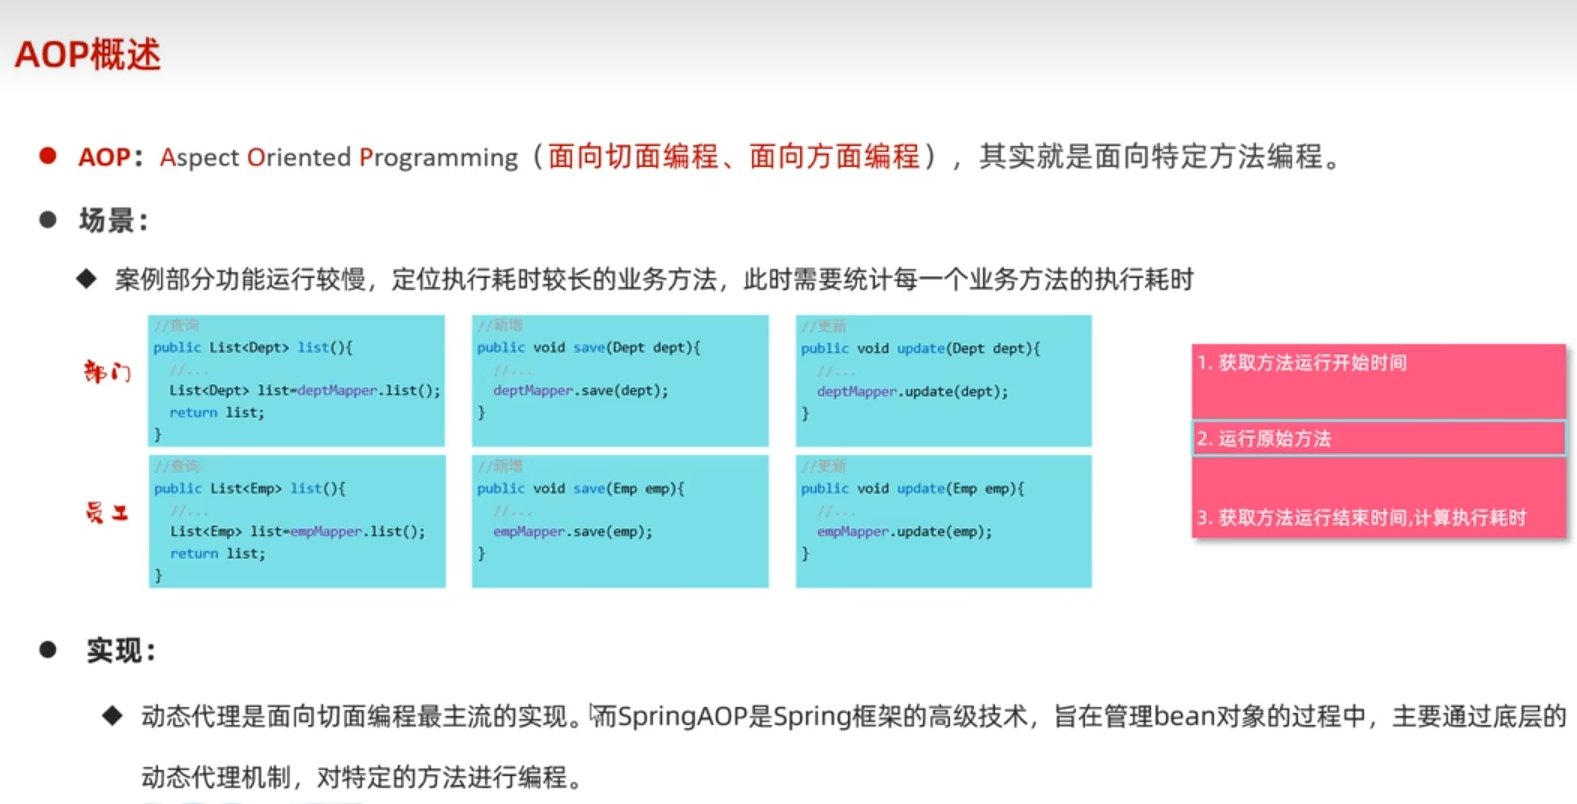 AOP概述
AOP：Aspect Oriented Programming（面向切面编程、面向方面编程），其实就是面向特定方法编程。
场景：
案例部分功能运行较慢，定位执行耗时较长的业务方法，此时需要统计每一个业务方法的执行耗时
部门
//查询
public List<Dept> list(){
//...
List<Dept> list=deptMapper.list();
return list;
}
//新增
public void save(Dept dept){
//...
deptMapper.save(dept);
}
//更新
public void update(Dept dept){
//...
deptMapper.update(dept);
}
员工
//查询
public List<Emp> list(){
//...
List<Emp> list=empMapper.list();
return list;
}
//新增
public void save(Emp emp){
//...
empMapper.save(emp);
}
//更新
public void update(Emp emp){
//...
empMapper.update(emp);
}
1. 获取方法运行开始时间
2. 运行原始方法
3. 获取方法运行结束时间,计算执行耗时
实现：
动态代理是面向切面编程最主流的实现。而SpringAOP是Spring框架的高级技术，旨在管理bean对象的过程中，主要通过底层的
动态代理机制，对特定的方法进行编程。